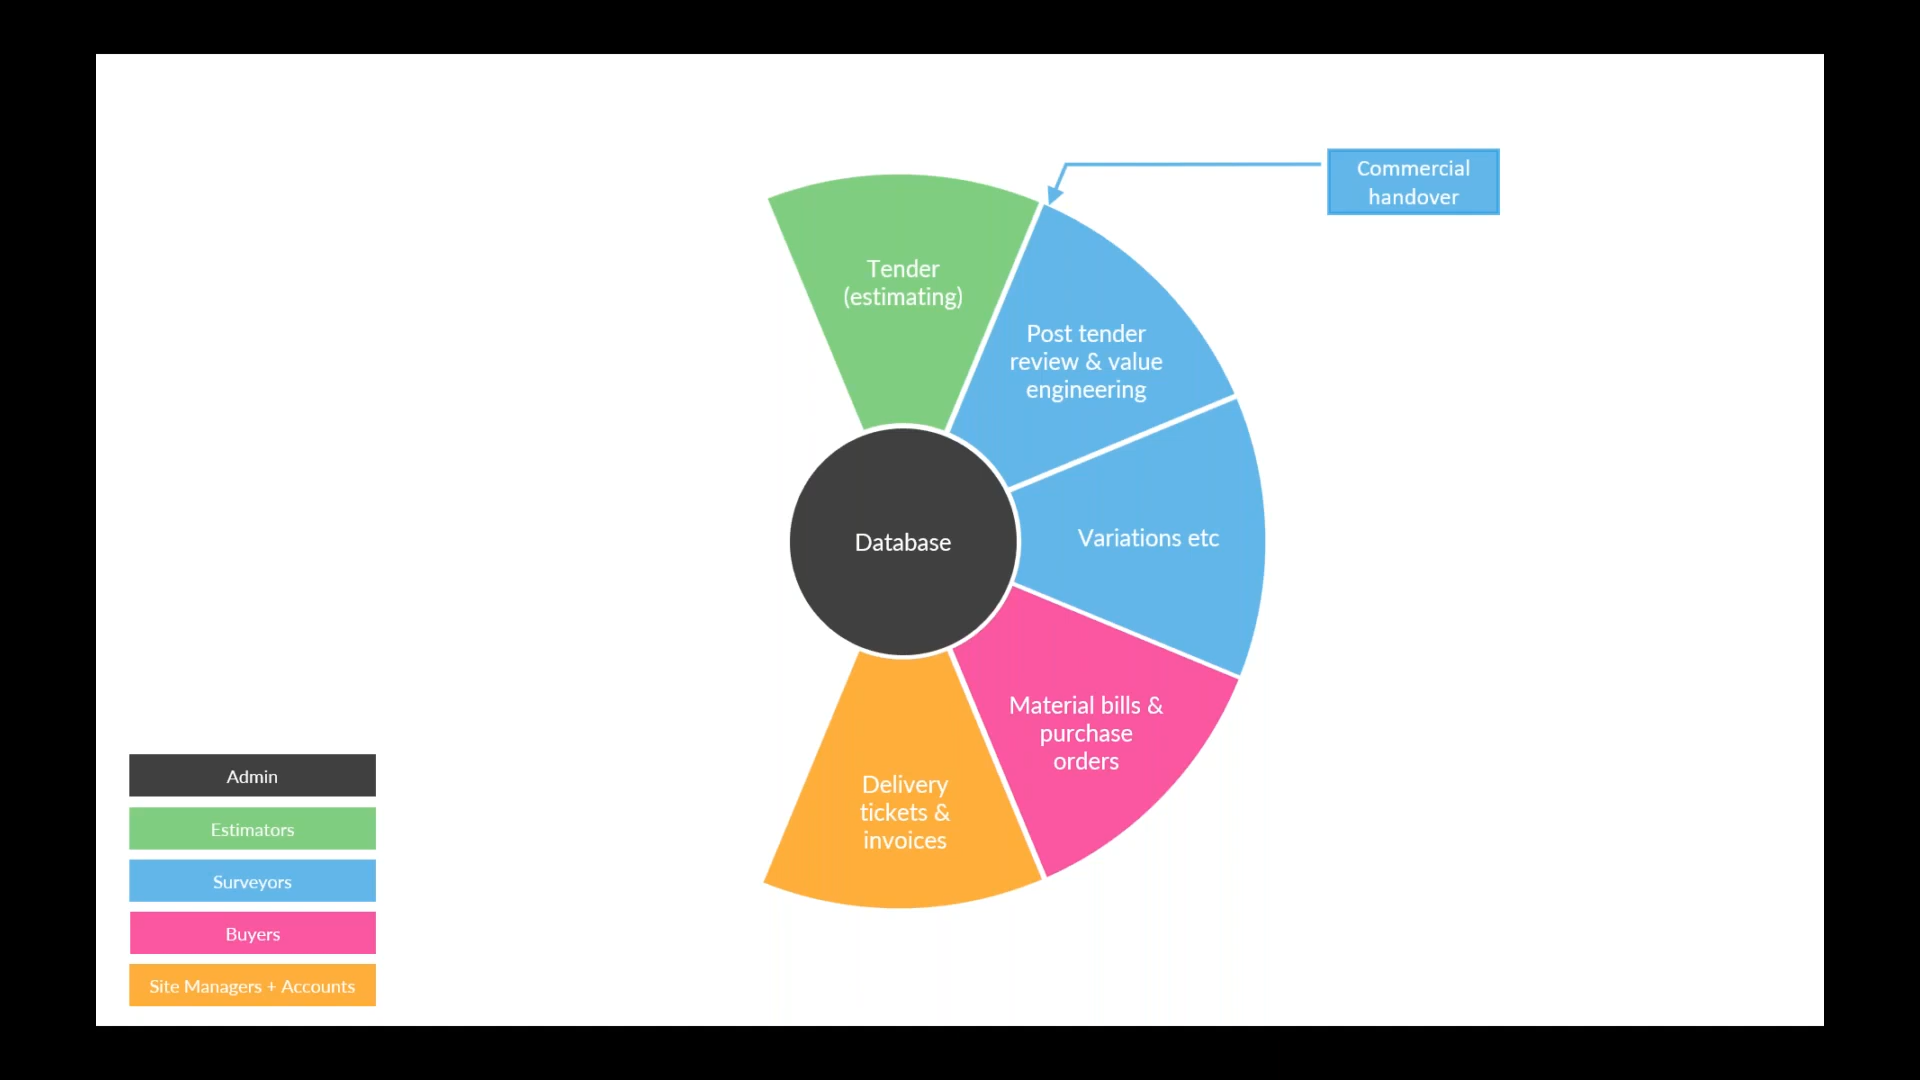 Commercial
handover
Tender
(estimating)
Post tender
review & value
engineering
Variations etc
Database
Material bills &
purchase
orders
Delivery
tickets &
invoices
Admin
Estimators
Surveyors
Buyers
Site Managers + Accounts